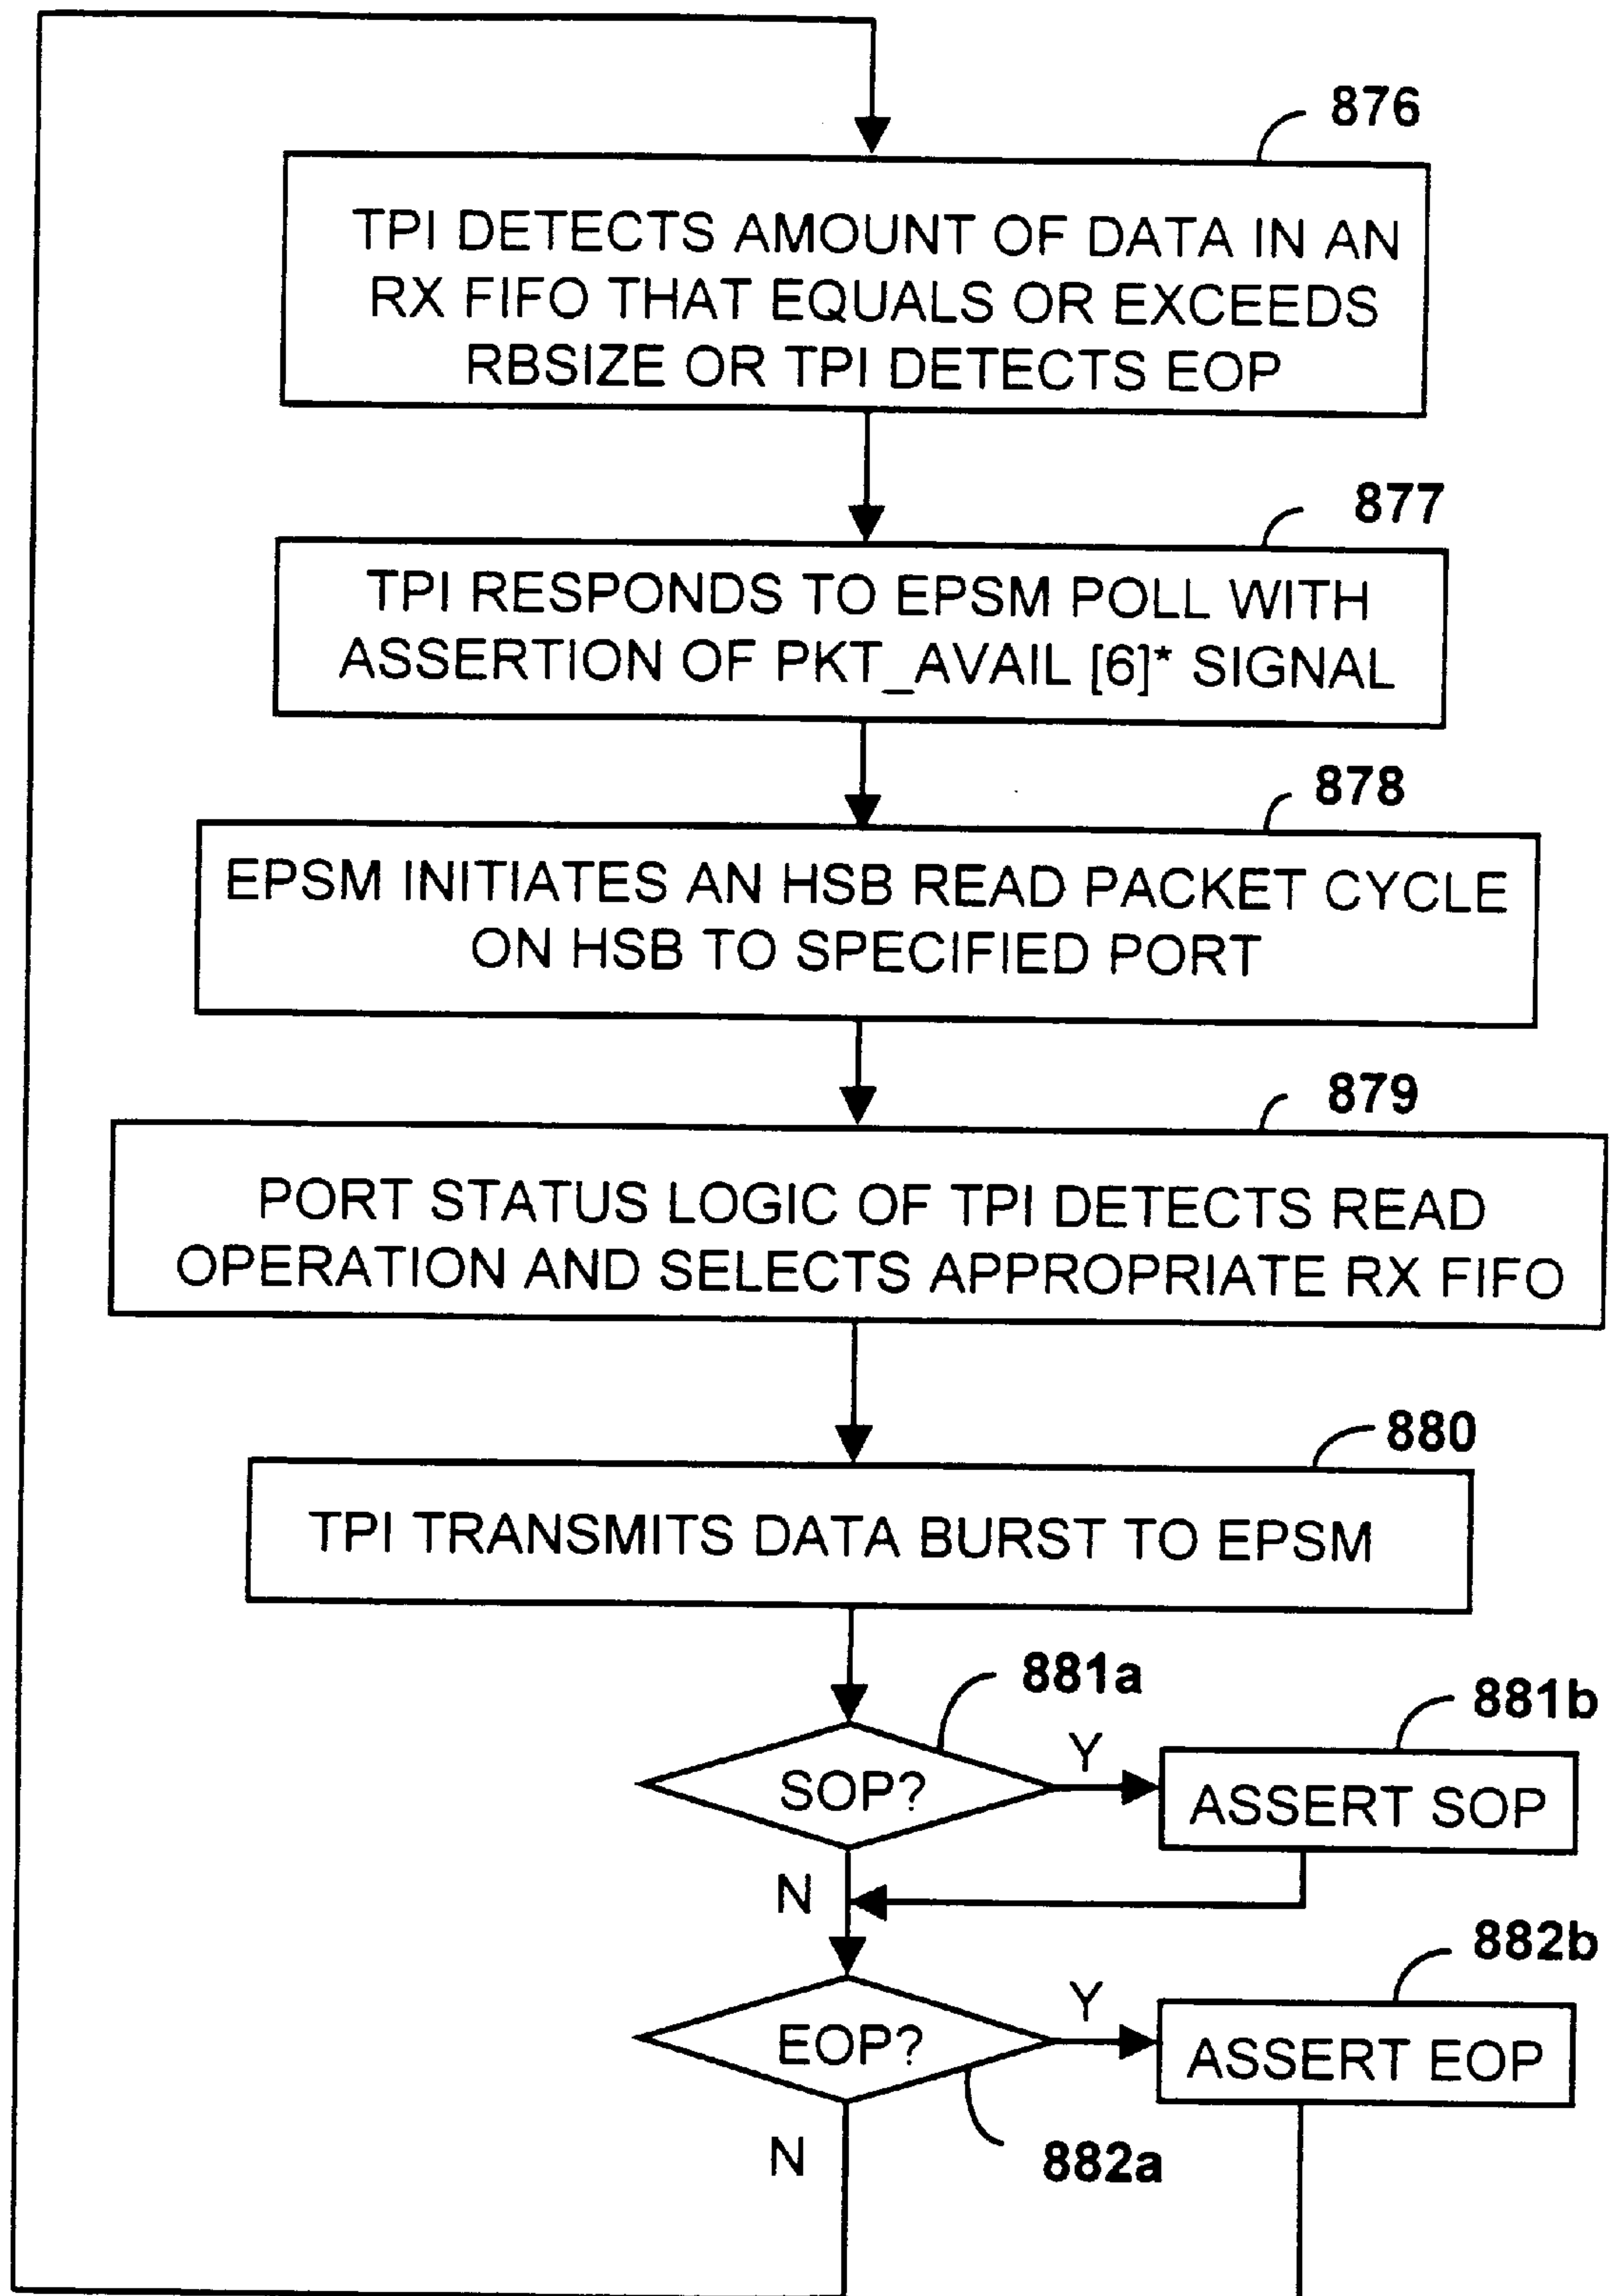 876
TPI DETECTS AMOUNT OF DATA IN AN
RX FIFO THAT EQUALS OR EXCEEDS
RBSIZE OR TPI DETECTS EOP
877
TPI RESPONDS TO EPSM POLL WITH
ASSERTION OF PKT_AVAIL [6]* SIGNAL
878
EPSM INITIATES AN HSB READ PACKET CYCLE
ON HSB TO SPECIFIED PORT
879
PORT STATUS LOGIC OF TPI DETECTS READ
OPERATION AND SELECTS APPROPRIATE RX FIFO
880
TPI TRANSMITS DATA BURST TO EPSM
881a
881b
SOP?
Y
ASSERT SOP
N
882b
EOP?
Y
ASSERT EOP
N
882a